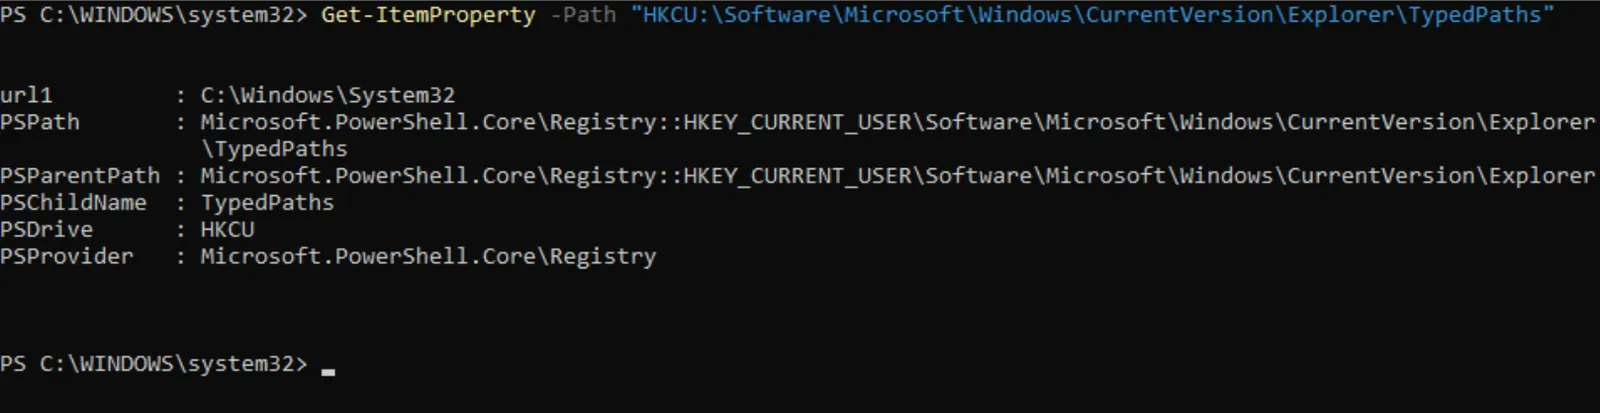 PS C:\WINDOWS\system32> Get-ItemProperty -Path "HKCU:\Software\Microsoft\Windows\CurrentVersion\Explorer\TypedPaths"
url1         : C:\Windows\System32
PSPath       : Microsoft.PowerShell.Core\Registry::HKEY_CURRENT_USER\Software\Microsoft\Windows\CurrentVersion\Explorer
               \TypedPaths
PSParentPath : Microsoft.PowerShell.Core\Registry::HKEY_CURRENT_USER\Software\Microsoft\Windows\CurrentVersion\Explorer
PSChildName  : TypedPaths
PSDrive      : HKCU
PSProvider   : Microsoft.PowerShell.Core\Registry
PS C:\WINDOWS\system32> _